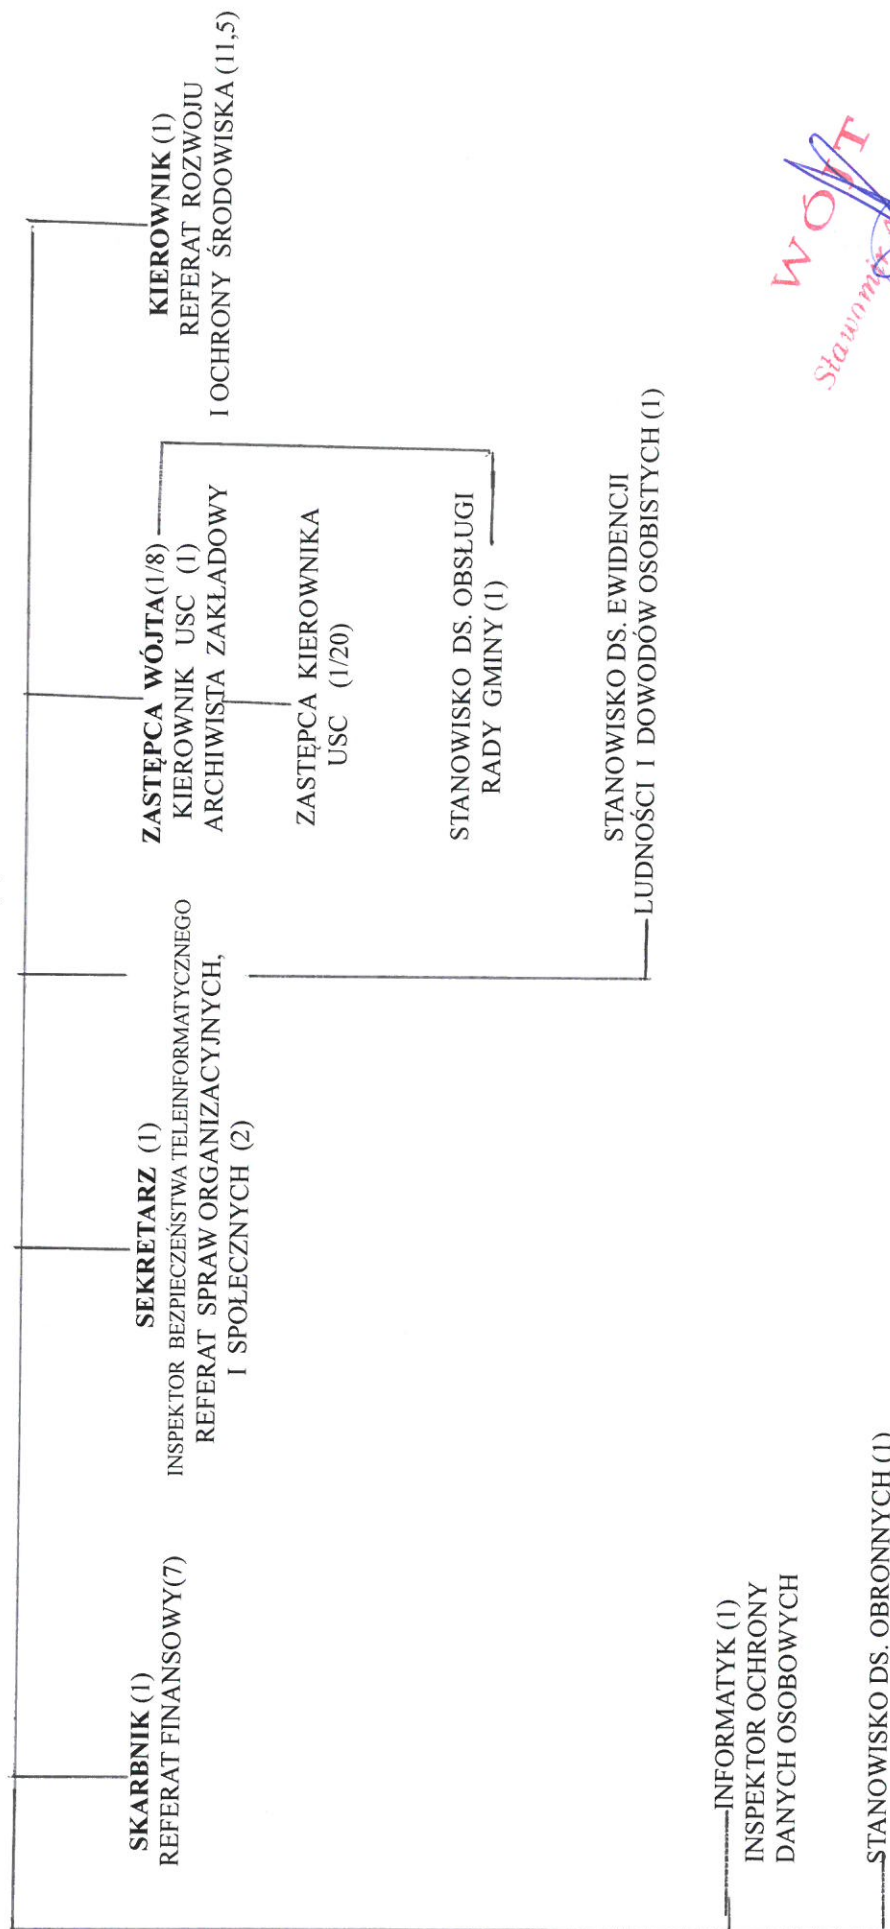 SKARBNIK (1)
REFERAT FINANSOWY(7)
SEKRETARZ (1)
INSPEKTOR BEZPIECZEŃSTWA TELEINFORMATYCZNEGO
REFERAT SPRAW ORGANIZACYJNYCH,
I SPOŁECZNYCH (2)
ZASTĘPCA WÓJTA(1/8)
KIEROWNIK USC (1)
ARCHIWISTA ZAKŁADOWY
ZASTĘPCA KIEROWNIKA
USC (1/20)
STANOWISKO DS. OBSŁUGI
RADY GMINY (1)
STANOWISKO DS. EWIDENCJI
LUDNOŚCI I DOWODÓW OSOBISTYCH (1)
KIEROWNIK (1)
REFERAT ROZWOJU
I OCHRONY ŚRODOWISKA (11,5)
INFORMATYK (1)
INSPEKTOR OCHRONY
DANYCH OSOBOWYCH
STANOWISKO DS. OBRONNYCH (1)
WÓJT
Sławomir